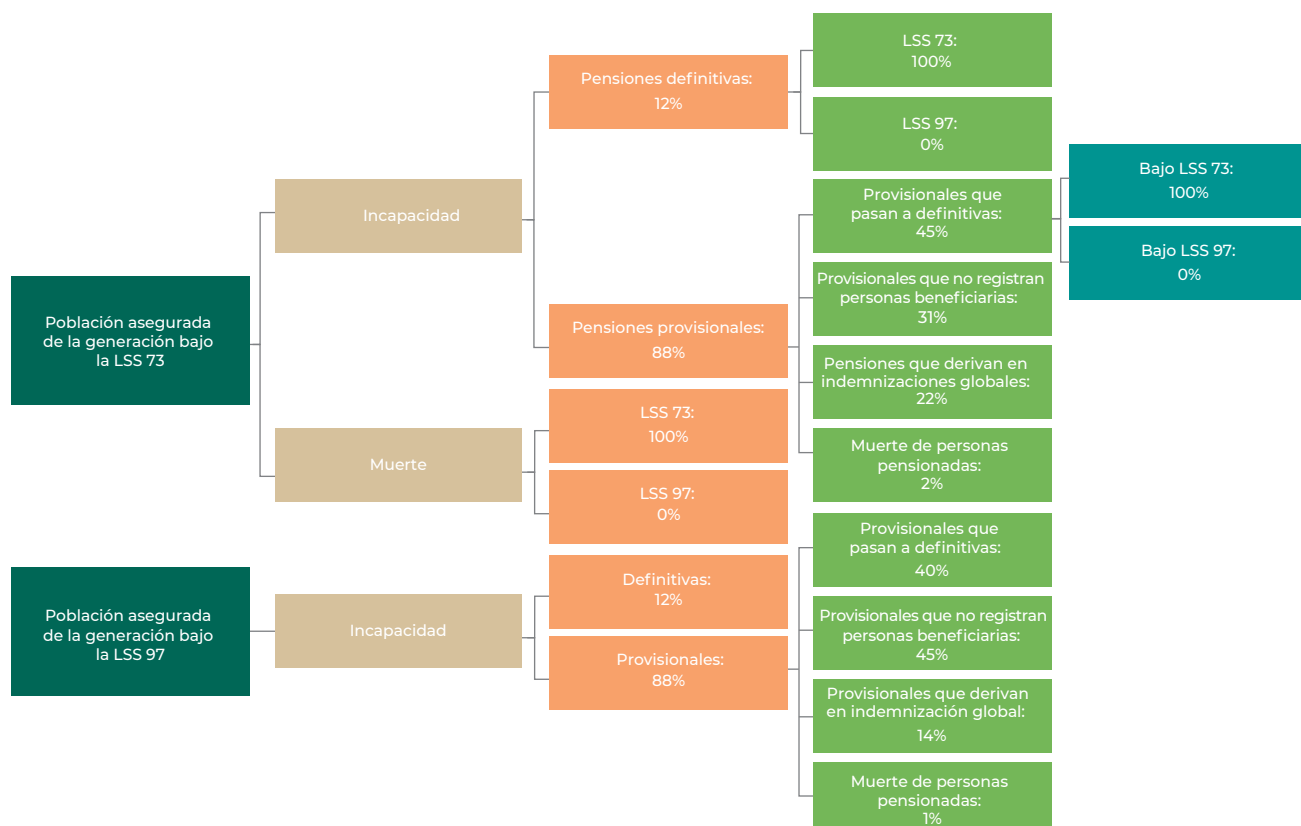 Población asegurada
de la generación bajo
la LSS 73
Incapacidad
Pensiones definitivas:
12%
LSS 73:
100%
LSS 97:
0%
Pensiones provisionales:
88%
Provisionales que
pasan a definitivas:
45%
Bajo LSS 73:
100%
Bajo LSS 97:
0%
Provisionales que no registran
personas beneficiarias:
31%
Pensiones que derivan en
indemnizaciones globales:
22%
Muerte de personas
pensionadas:
2%
Muerte
LSS 73:
100%
LSS 97:
0%
Población asegurada
de la generación bajo
la LSS 97
Incapacidad
Definitivas:
12%
Provisionales:
88%
Provisionales que
pasan a definitivas:
40%
Provisionales que no registran
personas beneficiarias:
45%
Provisionales que derivan
en indemnización global:
14%
Muerte de personas
pensionadas:
1%